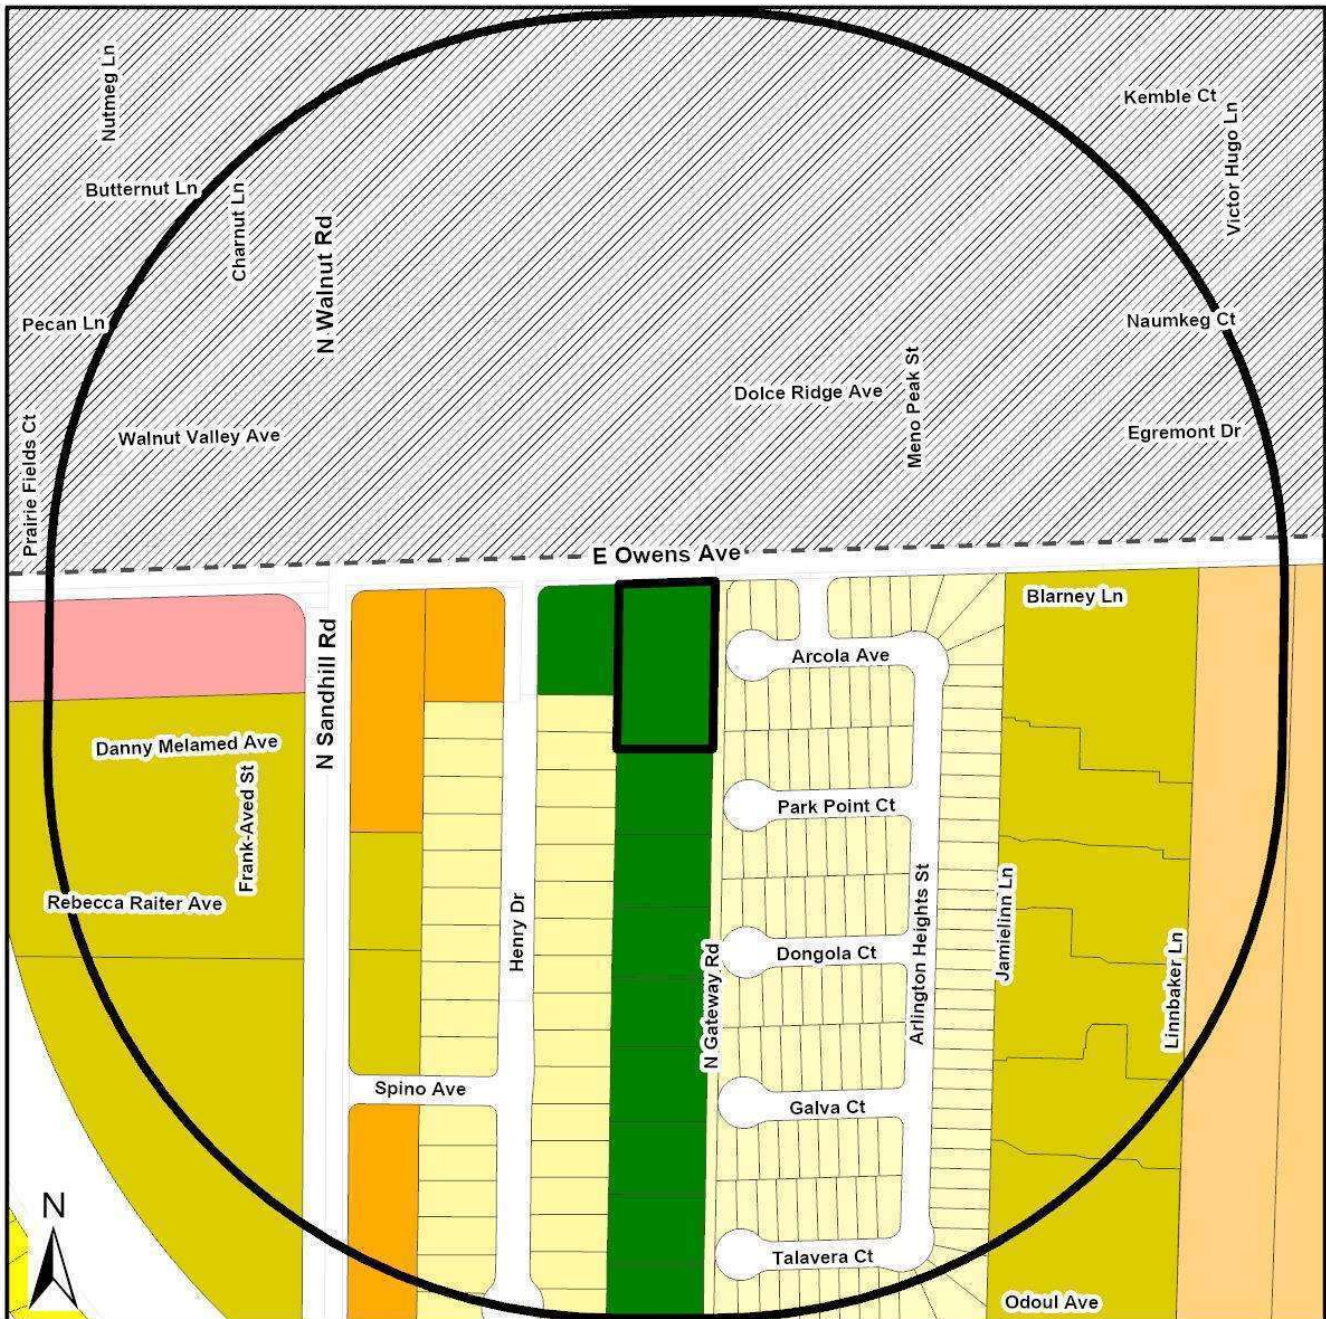 Nutmeg Ln
Kemble Ct
Victor Hugo Ln
Butternut Ln
Charnut Ln
N Walnut Rd
Pecan Ln
Naumkeg Ct
Dolce Ridge Ave
Meno Peak St
Prairie Fields Ct
Walnut Valley Ave
Egremont Dr
E Owens Ave
Blarney Ln
N Sandhill Rd
Arcola Ave
Danny Melamed Ave
Frank-Aved St
Park Point Ct
Rebecca Raiter Ave
Henry Dr
N Gateway Rd
Dongola Ct
Arlington Heights St
Jamielinn Ln
Linnbaker Ln
Spino Ave
Galva Ct
N
Talavera Ct
Odoul Ave